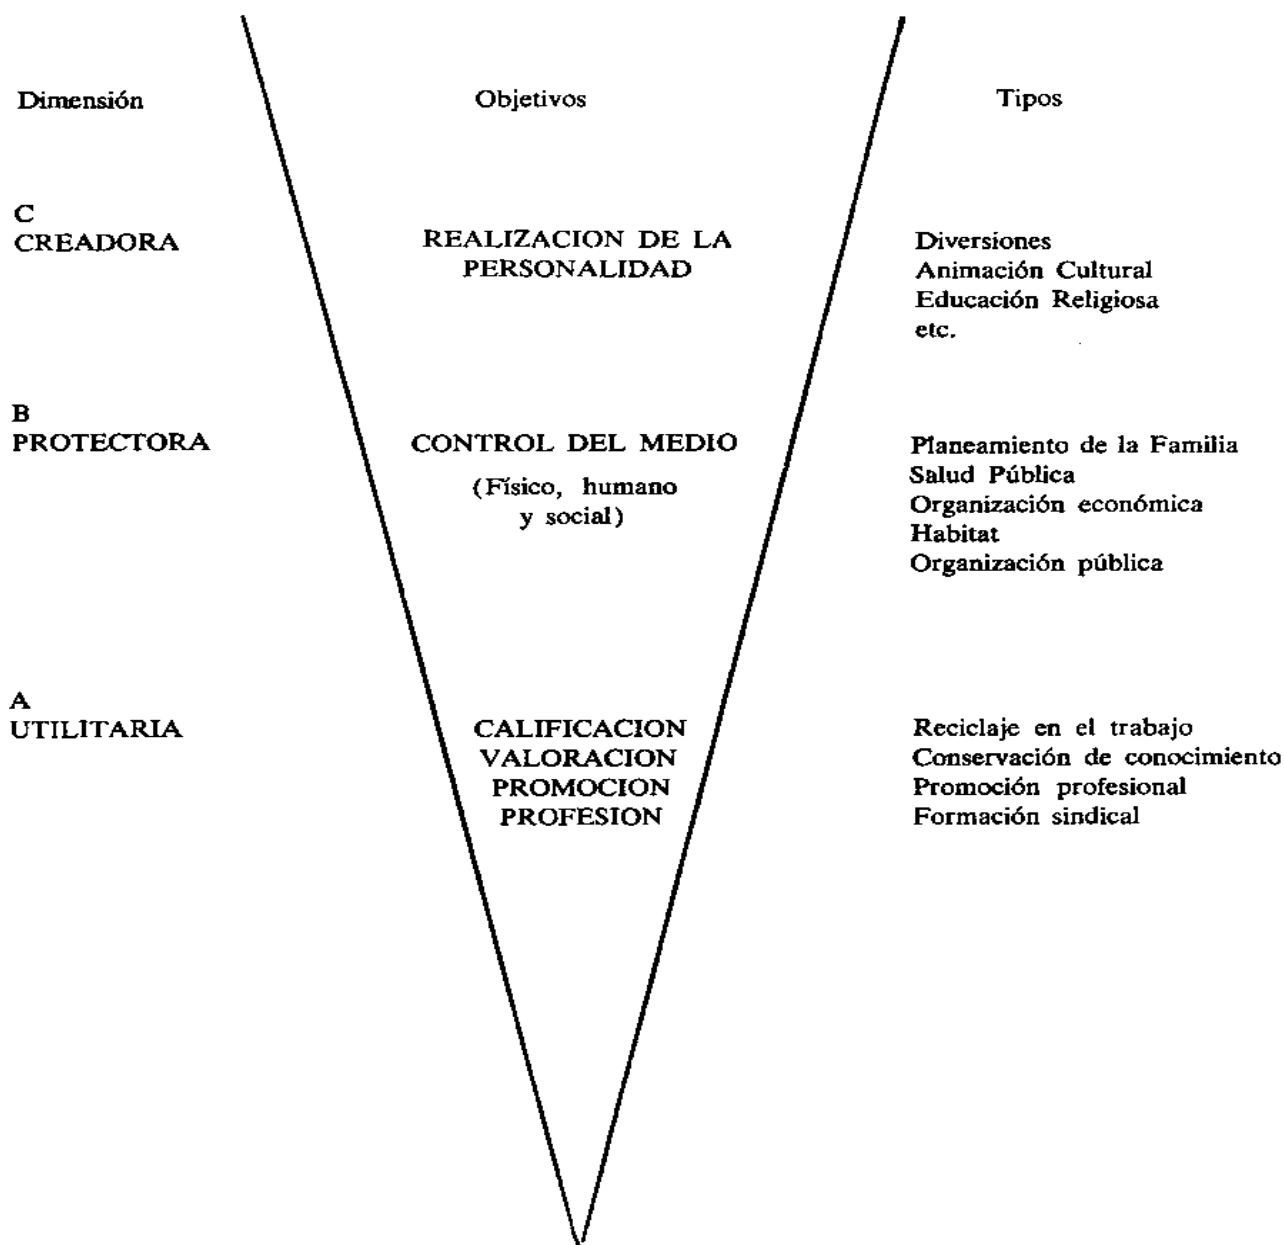 Dimensión
Objetivos
Tipos
C
CREADORA
REALIZACION DE LA
PERSONALIDAD
Diversiones
Animación Cultural
Educación Religiosa
etc.
B
PROTECTORA
CONTROL DEL MEDIO
(Físico, humano
y social)
Planeamiento de la Familia
Salud Pública
Organización económica
Habitat
Organización pública
A
UTILITARIA
CALIFICACION
VALORACION
PROMOCION
PROFESION
Reciclaje en el trabajo
Conservación de conocimiento
Promoción profesional
Formación sindical